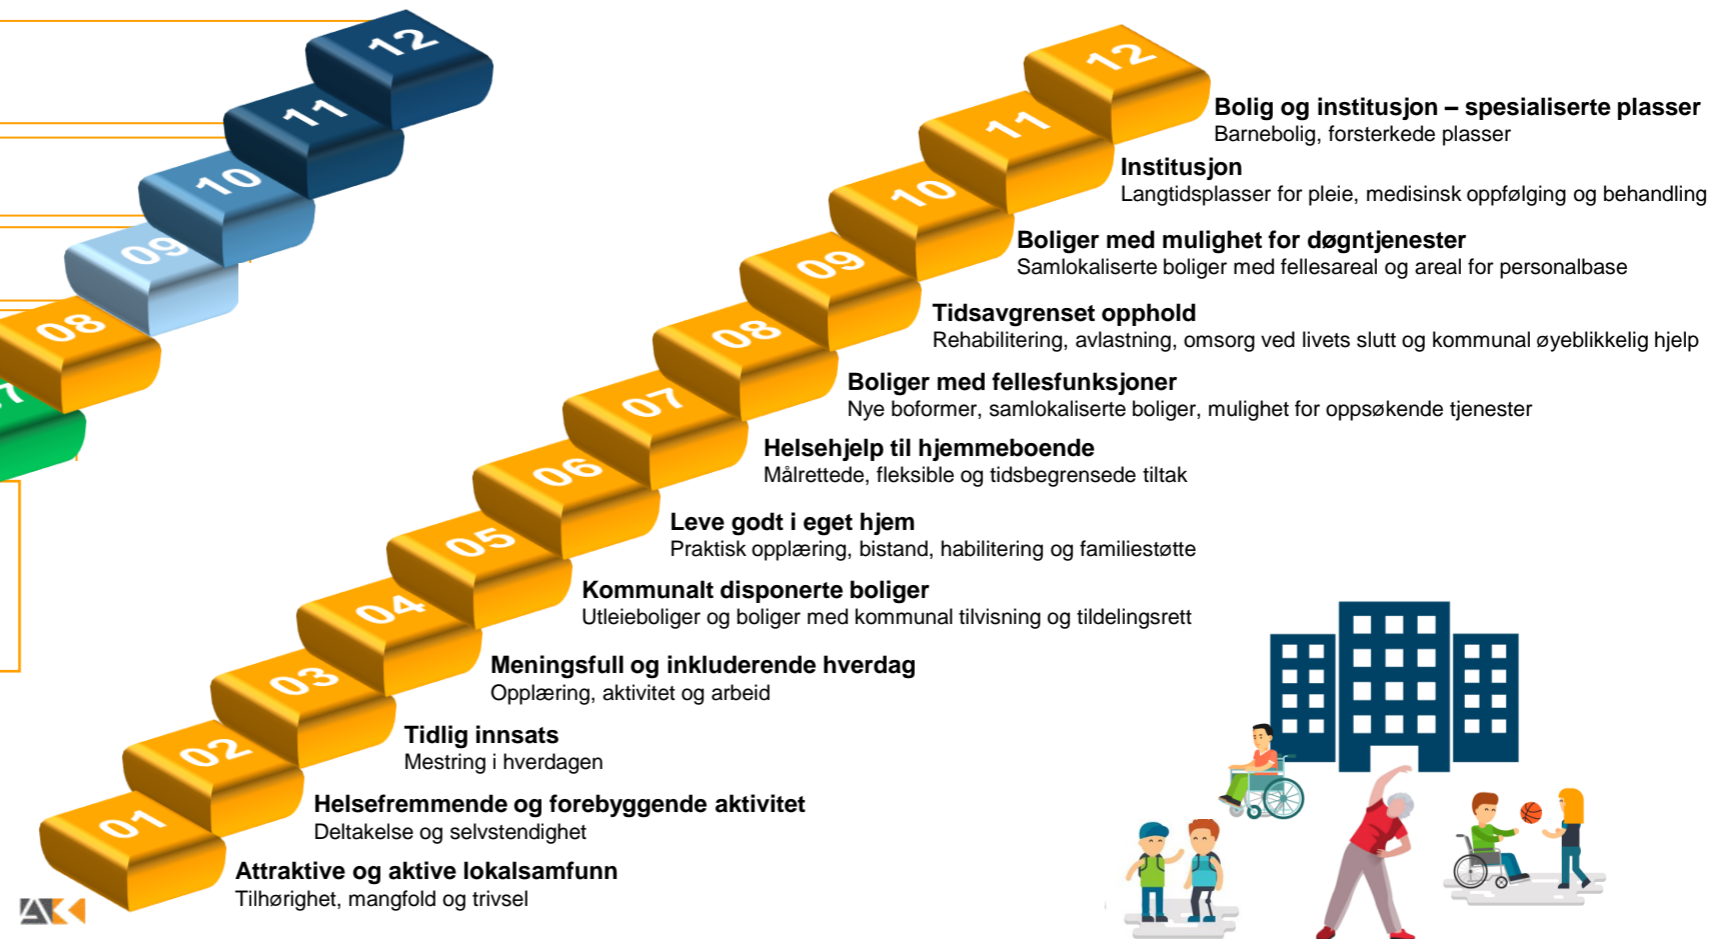 12
11
10
09
08
12
Bolig og institusjon – spesialiserte plasser
Barnebolig, forsterkede plasser
11
Institusjon
Langtidsplasser for pleie, medisinsk oppfølging og behandling
10
Boliger med mulighet for døgntjenester
Samlokaliserte boliger med fellesareal og areal for personalbase
09
Tidsavgrenset opphold
Rehabilitering, avlastning, omsorg ved livets slutt og kommunal øyeblikkelig hjelp
08
Boliger med fellesfunksjoner
Nye boformer, samlokaliserte boliger, mulighet for oppsøkende tjenester
07
Helsehjelp til hjemmeboende
Målrettede, fleksible og tidsbegrensede tiltak
06
Leve godt i eget hjem
Praktisk opplæring, bistand, habilitering og familiestøtte
05
Kommunalt disponerte boliger
Utleieboliger og boliger med kommunal tilvisning og tildelingsrett
04
Meningsfull og inkluderende hverdag
Opplæring, aktivitet og arbeid
03
Tidlig innsats
Mestring i hverdagen
02
Helsefremmende og forebyggende aktivitet
Deltakelse og selvstendighet
01
Attraktive og aktive lokalsamfunn
Tilhørighet, mangfold og trivsel